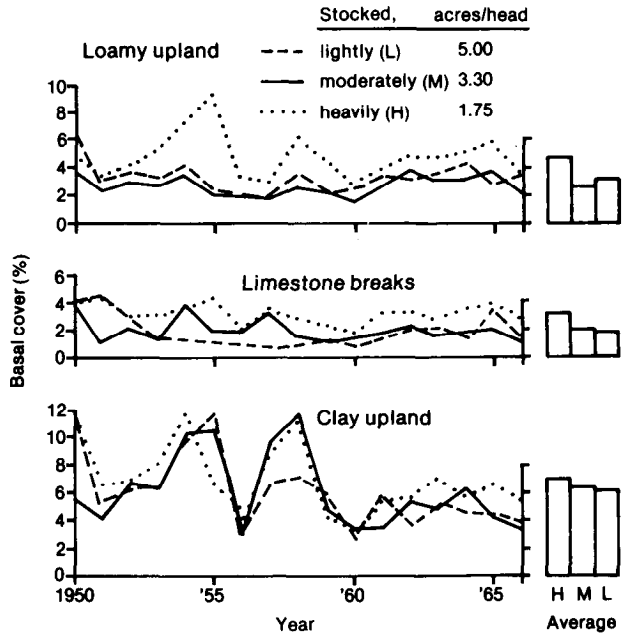 Stocked, acres/head
Loamy upland
lightly (L) 5.00
moderately (M) 3.30
heavily (H) 1.75
10
8
6
4
2
0
Limestone breaks
6
4
2
0
Clay upland
12
10
8
6
4
2
0
Basal cover (%)
1950 '55 '60 '65
Year
H M L
Average